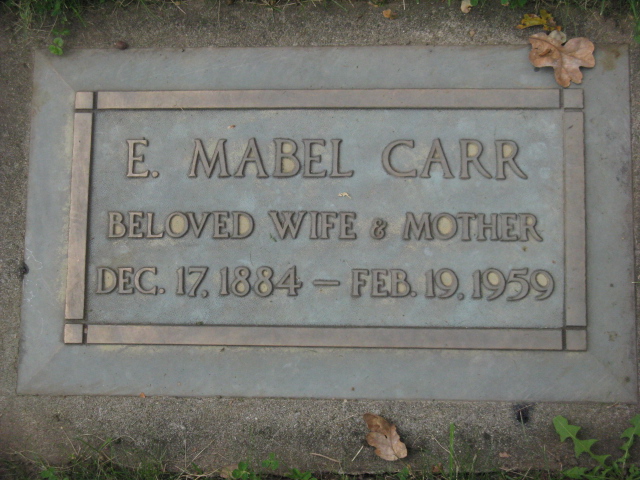 E. MABEL CARR
BELOVED WIFE & MOTHER
DEC. 17, 1884 – FEB. 19, 1959